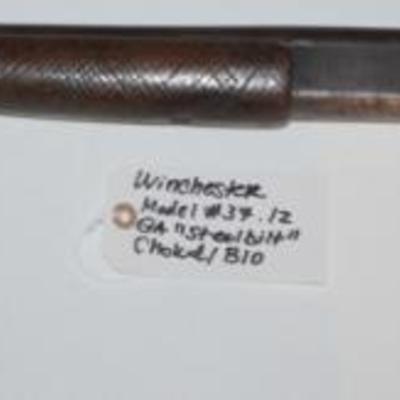 Winchester
Model #37.12
GA "Steelbilt"
Choked/B10